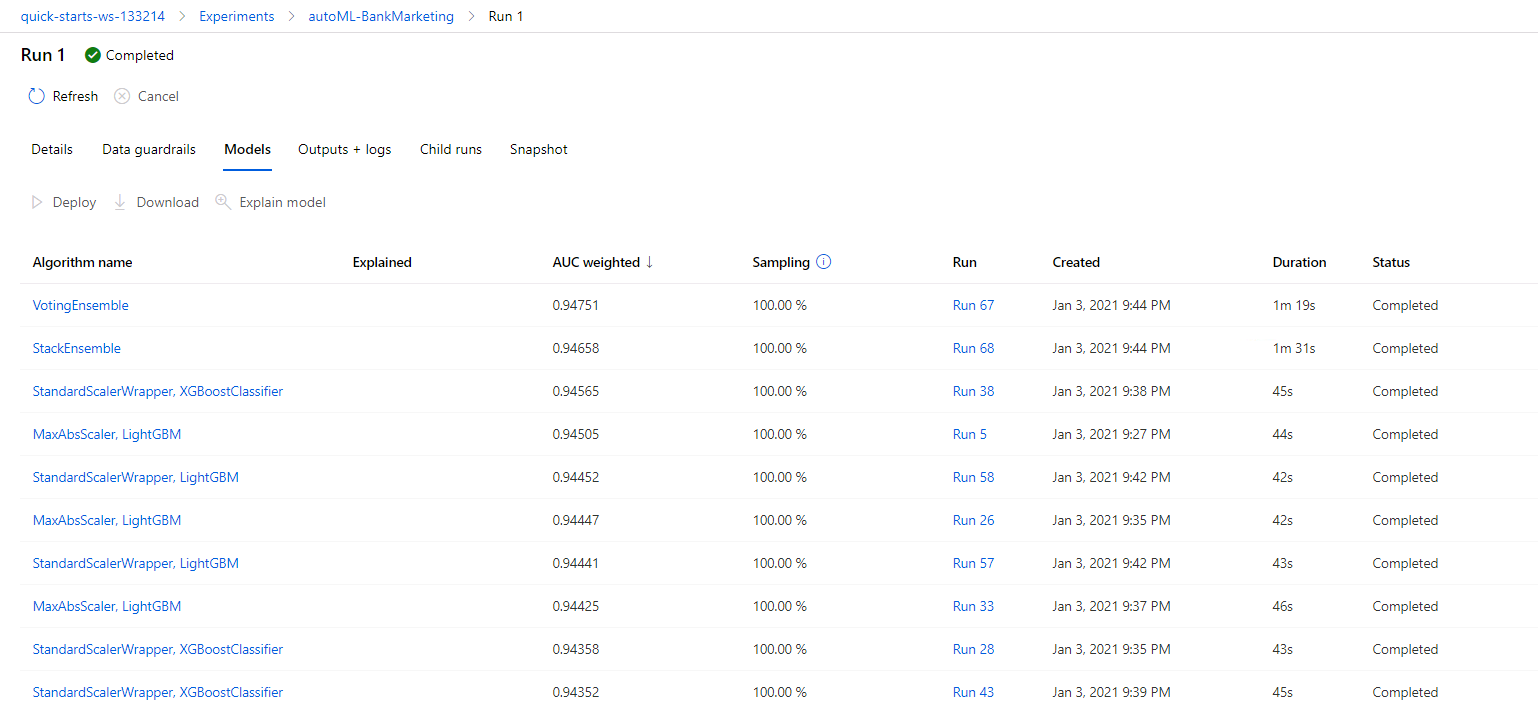 quick-starts-ws-133214 > Experiments > autoML-BankMarketing > Run 1
Run 1 Completed
Refresh Cancel
Details Data guardrails Models Outputs + logs Child runs Snapshot
Deploy Download Explain model
Algorithm name Explained AUC weighted ↓ Sampling Run Created Duration Status
VotingEnsemble 0.94751 100.00 % Run 67 Jan 3, 2021 9:44 PM 1m 19s Completed
StackEnsemble 0.94658 100.00 % Run 68 Jan 3, 2021 9:44 PM 1m 31s Completed
StandardScalerWrapper, XGBoostClassifier 0.94565 100.00 % Run 38 Jan 3, 2021 9:38 PM 45s Completed
MaxAbsScaler, LightGBM 0.94505 100.00 % Run 5 Jan 3, 2021 9:27 PM 44s Completed
StandardScalerWrapper, LightGBM 0.94452 100.00 % Run 58 Jan 3, 2021 9:42 PM 42s Completed
MaxAbsScaler, LightGBM 0.94447 100.00 % Run 26 Jan 3, 2021 9:35 PM 42s Completed
StandardScalerWrapper, LightGBM 0.94441 100.00 % Run 57 Jan 3, 2021 9:42 PM 43s Completed
MaxAbsScaler, LightGBM 0.94425 100.00 % Run 33 Jan 3, 2021 9:37 PM 46s Completed
StandardScalerWrapper, XGBoostClassifier 0.94358 100.00 % Run 28 Jan 3, 2021 9:35 PM 43s Completed
StandardScalerWrapper, XGBoostClassifier 0.94352 100.00 % Run 43 Jan 3, 2021 9:39 PM 45s Completed